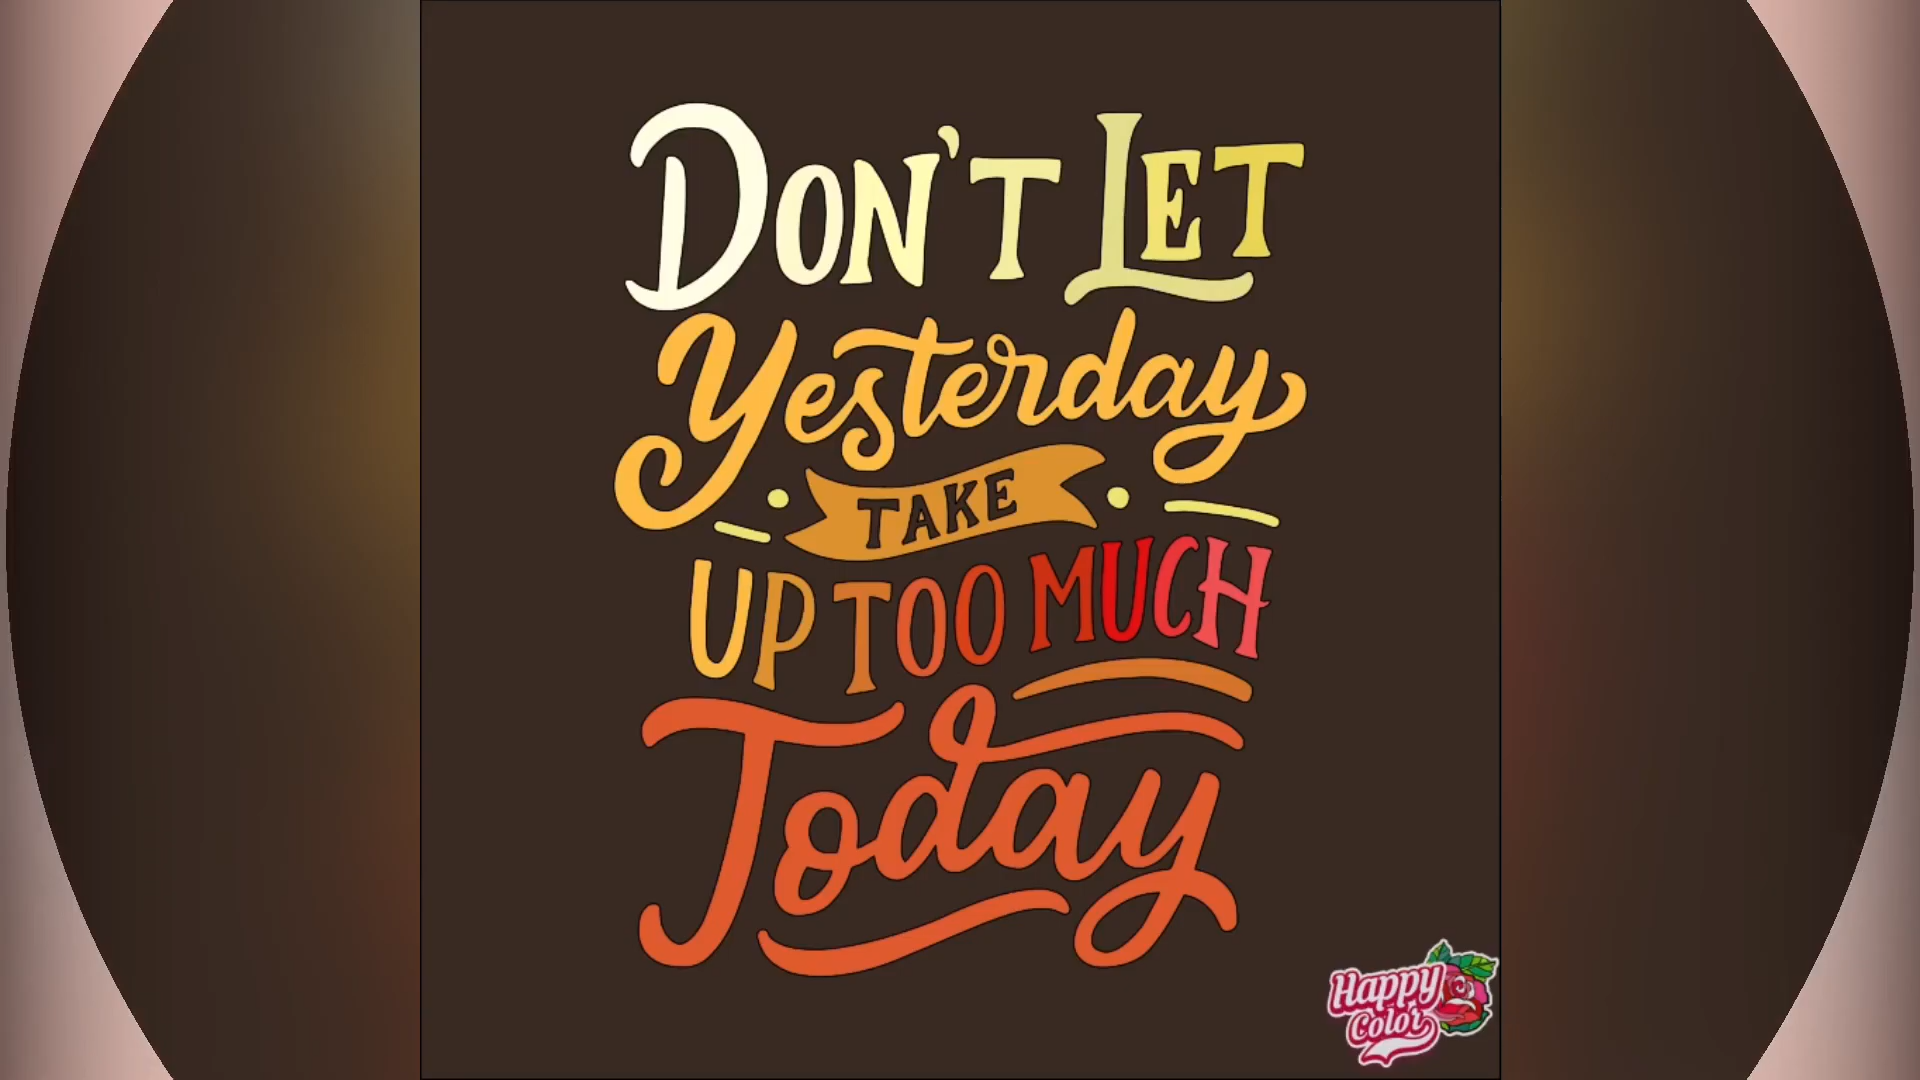 DON'T LET
Yesterday
TAKE
UP TOO MUCH
Today
Happy
Color